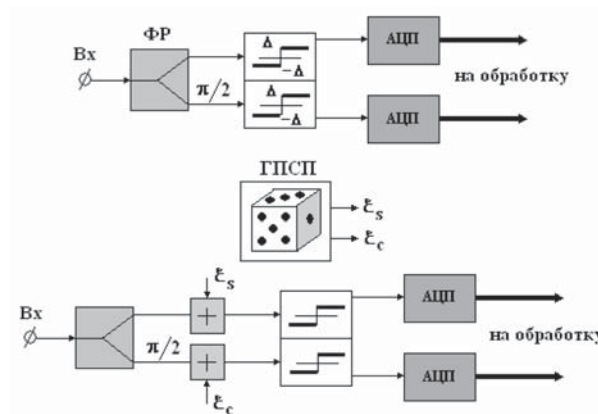 ФР
Вх
π/2
Δ
−Δ
Δ
−Δ
АЦП
АЦП
на обработку
ГПСП
ξs
ξc
Вх
π/2
ξs
+
+
ξc
АЦП
АЦП
на обработку